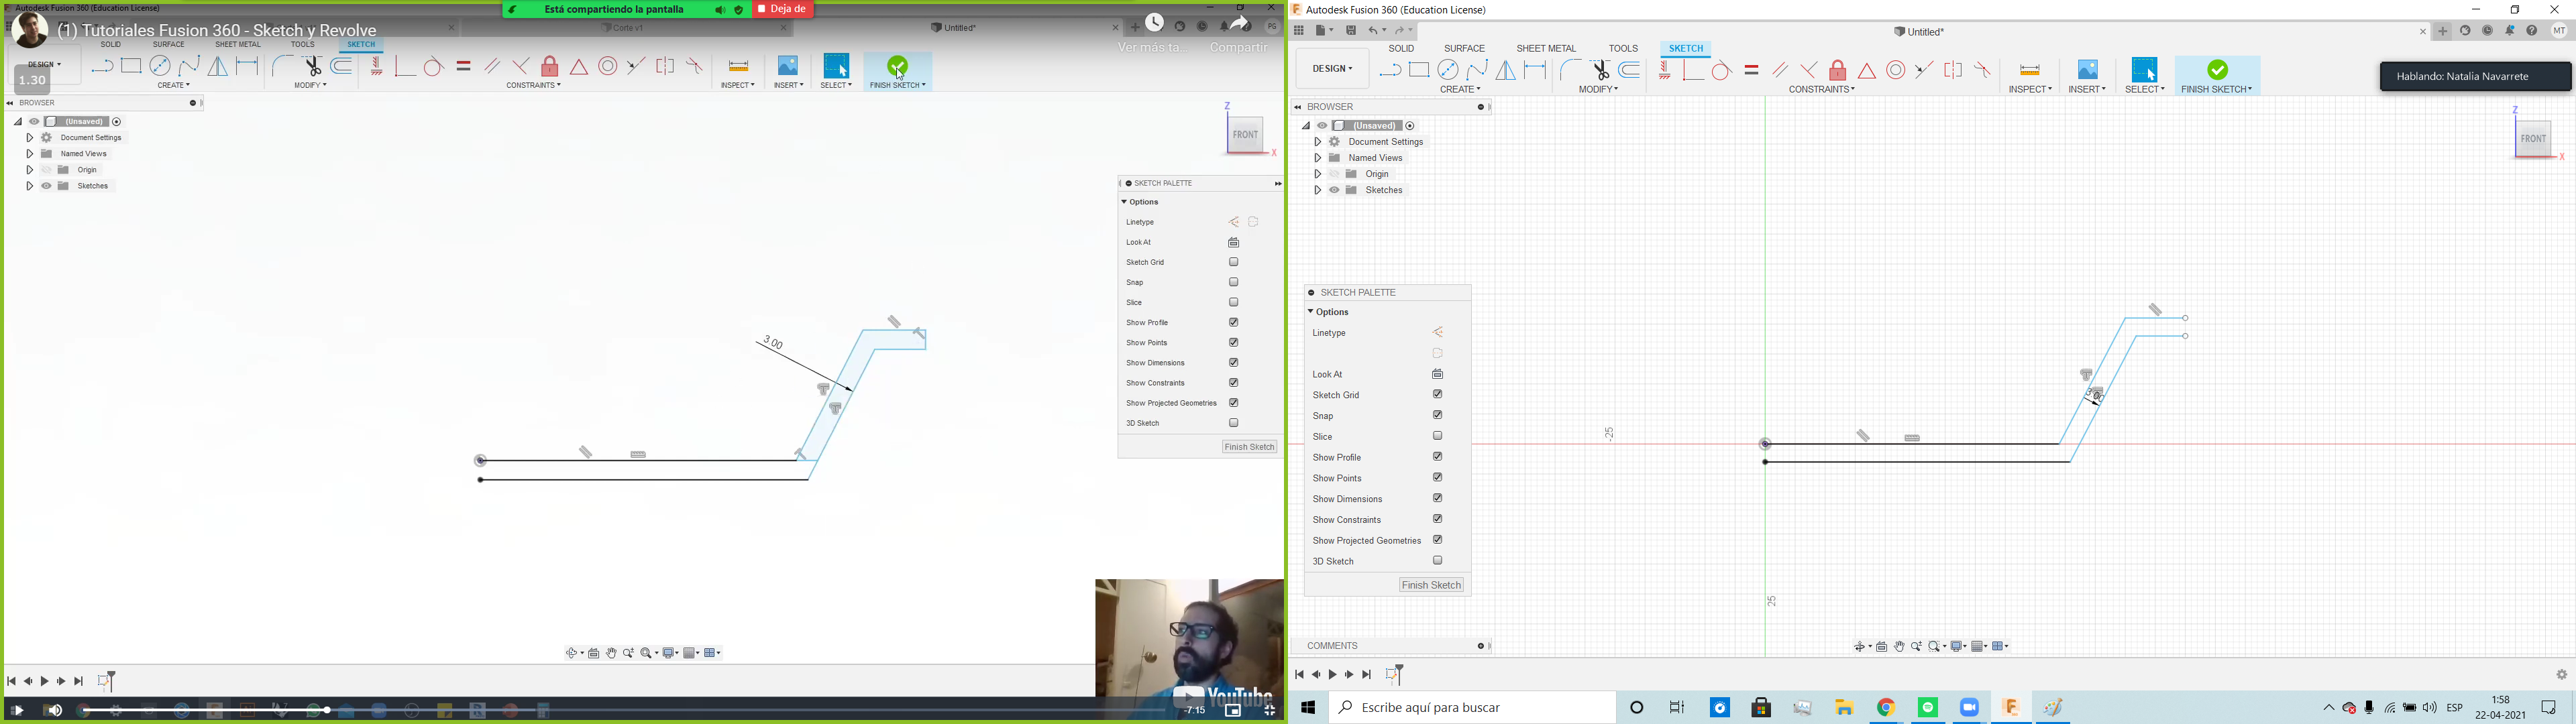 Autodesk Fusion 360 (Education License)
Está compartiendo la pantalla
Deja de
(1) Tutoriales Fusion 360 - Sketch y Revolve
Corte v1
Untitled*
PG
Ver más ta...
Compartir
SOLID
SURFACE
SHEET METAL
TOOLS
SKETCH
DESIGN
1.30
CREATE
MODIFY
CONSTRAINTS
INSPECT
INSERT
SELECT
FINISH SKETCH
BROWSER
(Unsaved)
Document Settings
Named Views
Origin
Sketches
Z
FRONT
X
SKETCH PALETTE
Options
Linetype
Look At
Sketch Grid
Snap
Slice
Show Profile
Show Points
Show Dimensions
Show Constraints
Show Projected Geometries
3D Sketch
Finish Sketch
3.00
YouTube
-7:15
Autodesk Fusion 360 (Education License)
Untitled*
MT
SOLID
SURFACE
SHEET METAL
TOOLS
SKETCH
DESIGN
CREATE
MODIFY
CONSTRAINTS
INSPECT
INSERT
SELECT
FINISH SKETCH
Hablando: Natalia Navarrete
BROWSER
(Unsaved)
Document Settings
Named Views
Origin
Sketches
Z
FRONT
X
SKETCH PALETTE
Options
Linetype
Look At
Sketch Grid
Snap
Slice
Show Profile
Show Points
Show Dimensions
Show Constraints
Show Projected Geometries
3D Sketch
Finish Sketch
-25
25
COMMENTS
Escribe aquí para buscar
ESP
1:58
22-04-2021